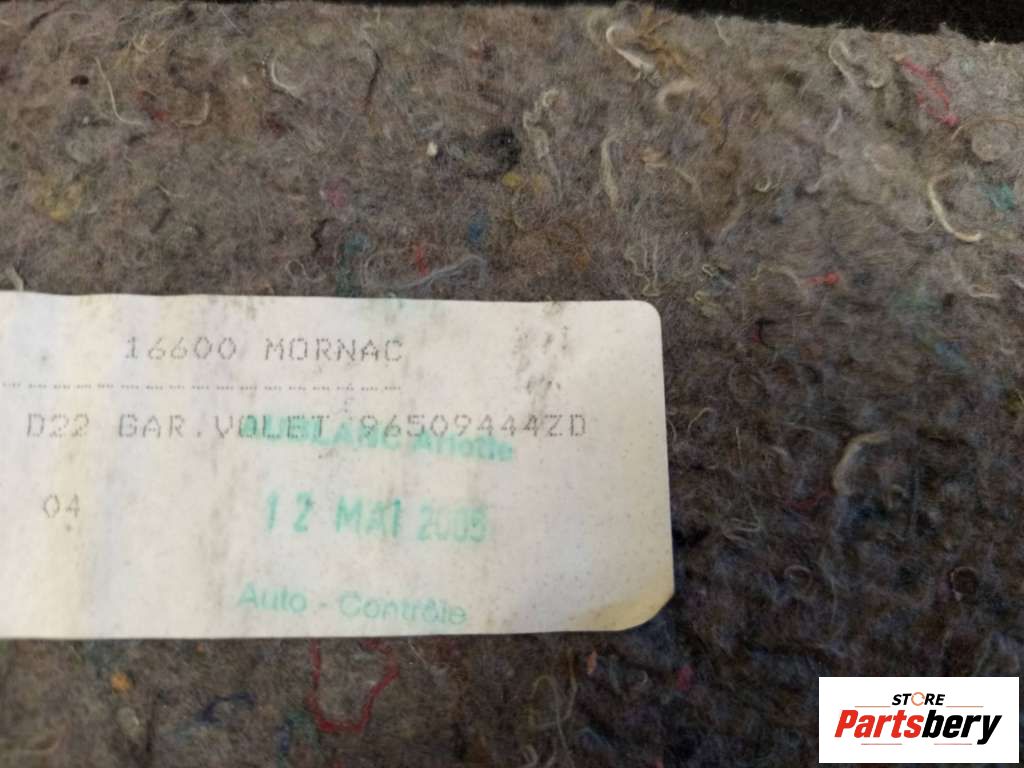 16600 MORNAC
D22 GAR.VOLET 96509444ZD
04
12 MAI 2005
Auto - Contrôle
STORE
Partsbery